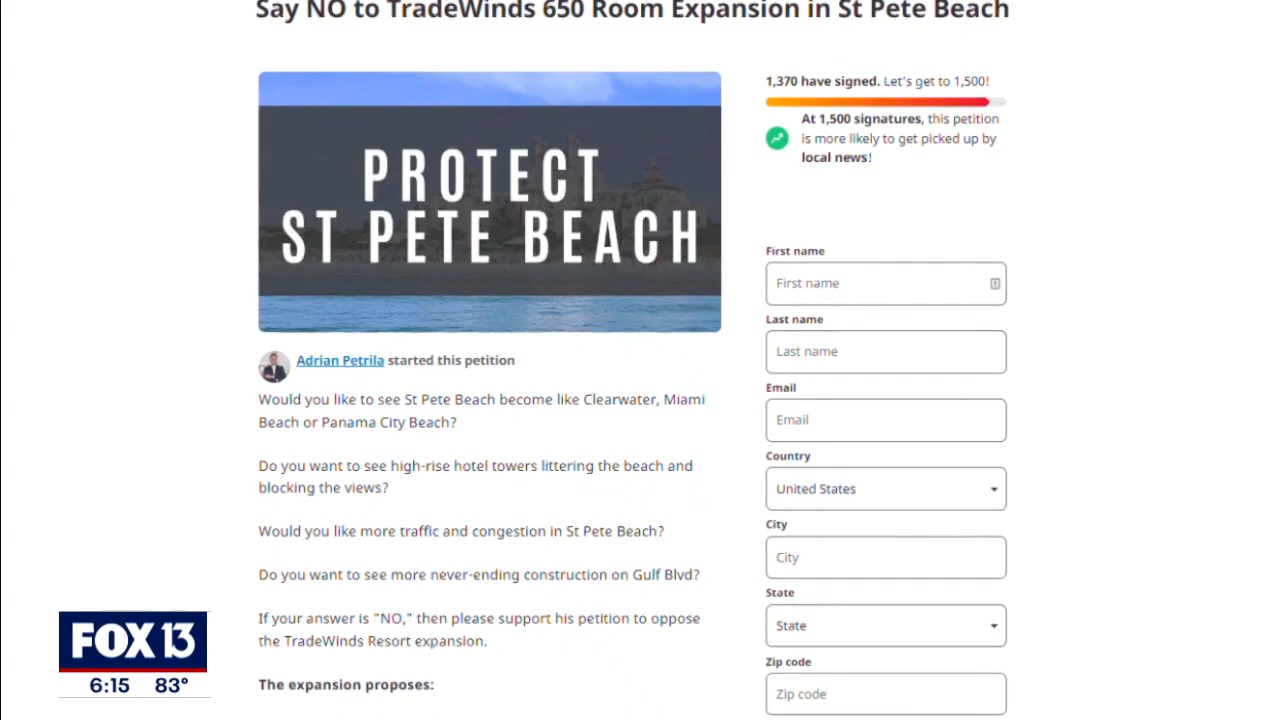 Say NO to TradeWinds 650 Room Expansion in St Pete Beach
PROTECT
ST PETE BEACH
Adrian Petrila started this petition
Would you like to see St Pete Beach become like Clearwater, Miami
Beach or Panama City Beach?
Do you want to see high-rise hotel towers littering the beach and
blocking the views?
Would you like more traffic and congestion in St Pete Beach?
Do you want to see more never-ending construction on Gulf Blvd?
If your answer is "NO," then please support his petition to oppose
the TradeWinds Resort expansion.
The expansion proposes:
1,370 have signed. Let's get to 1,500!
At 1,500 signatures, this petition
is more likely to get picked up by
local news!
First name
First name
Last name
Last name
Email
Email
Country
United States
City
City
State
State
Zip code
Zip code
FOX 13
6:15 83°